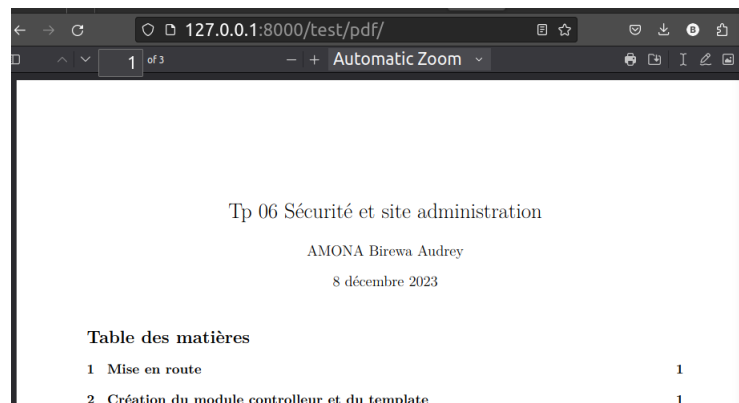 127.0.0.1:8000/test/pdf/
1 of 3 − + Automatic Zoom
Tp 06 Sécurité et site administration
AMONA Birewa Audrey
8 décembre 2023
Table des matières
1 Mise en route 1
2 Création du module controlleur et du template 1